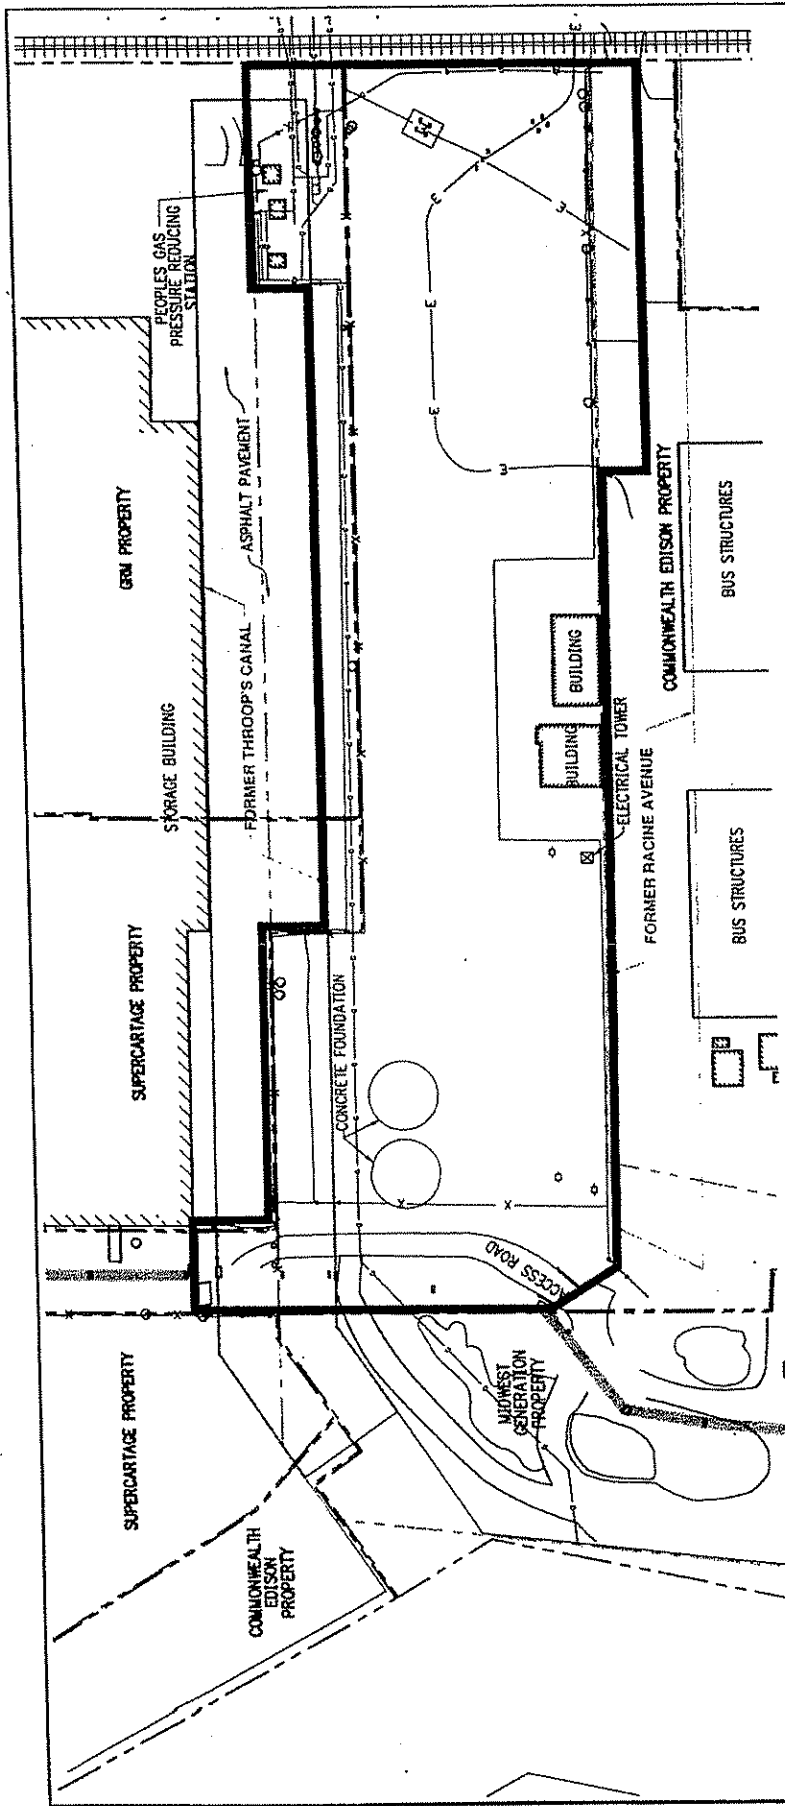 SUPERCARTAGE PROPERTY
SUPERCARTAGE PROPERTY
GRM PROPERTY
STORAGE BUILDING
PEOPLES GAS
PRESSURE REDUCING
STATION
FORMER THROOP'S CANAL
ASPHALT PAVEMENT
COMMONWEALTH
EDISON
PROPERTY
CONCRETE FOUNDATION
ACCESS ROAD
MIDWEST
GENERATION
PROPERTY
BUILDING
BUILDING
ELECTRICAL TOWER
FORMER RACINE AVENUE
COMMONWEALTH EDISON PROPERTY
BUS STRUCTURES
BUS STRUCTURES